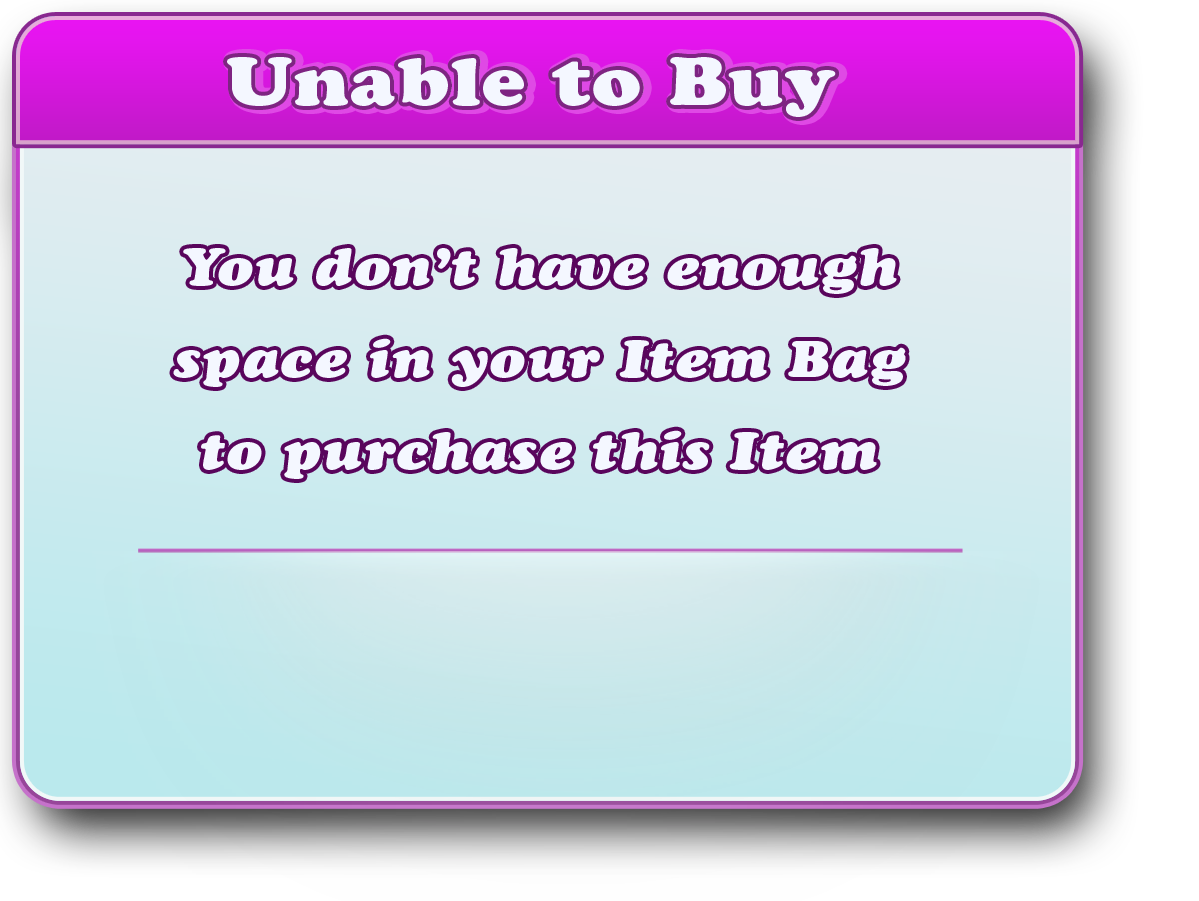 Unable to Buy
You don’t have enough
space in your Item Bag
to purchase this Item